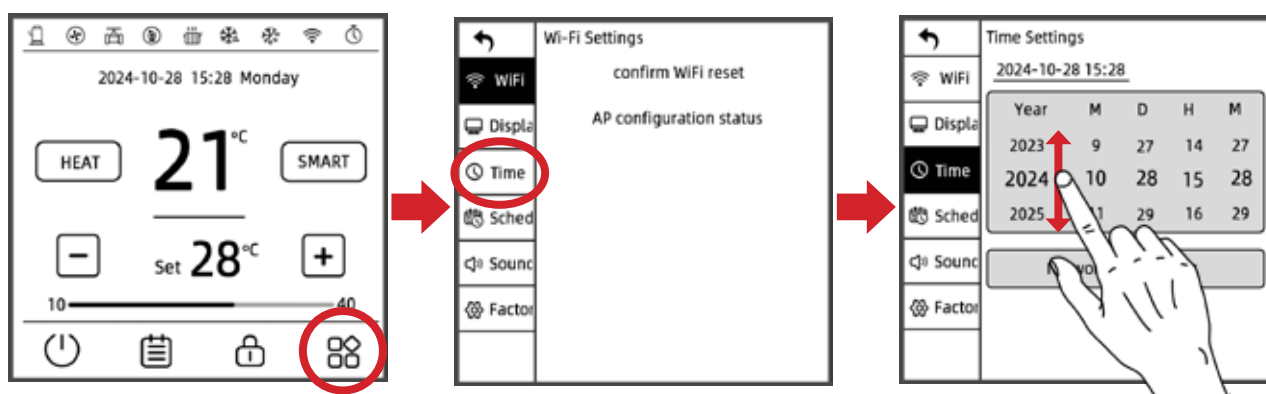 2024-10-28 15:28 Monday
HEAT
21°C
SMART
Set 28°C
10
40
Wi-Fi Settings
WiFi
confirm WiFi reset
Displa
AP configuration status
Time
Sched
Sounc
Factor
Time Settings
WiFi
2024-10-28 15:28
Displa
Year M D H M
2023 9 27 14 27
Time
2024 10 28 15 28
Sched
2025 11 29 16 29
Sounc
Factor